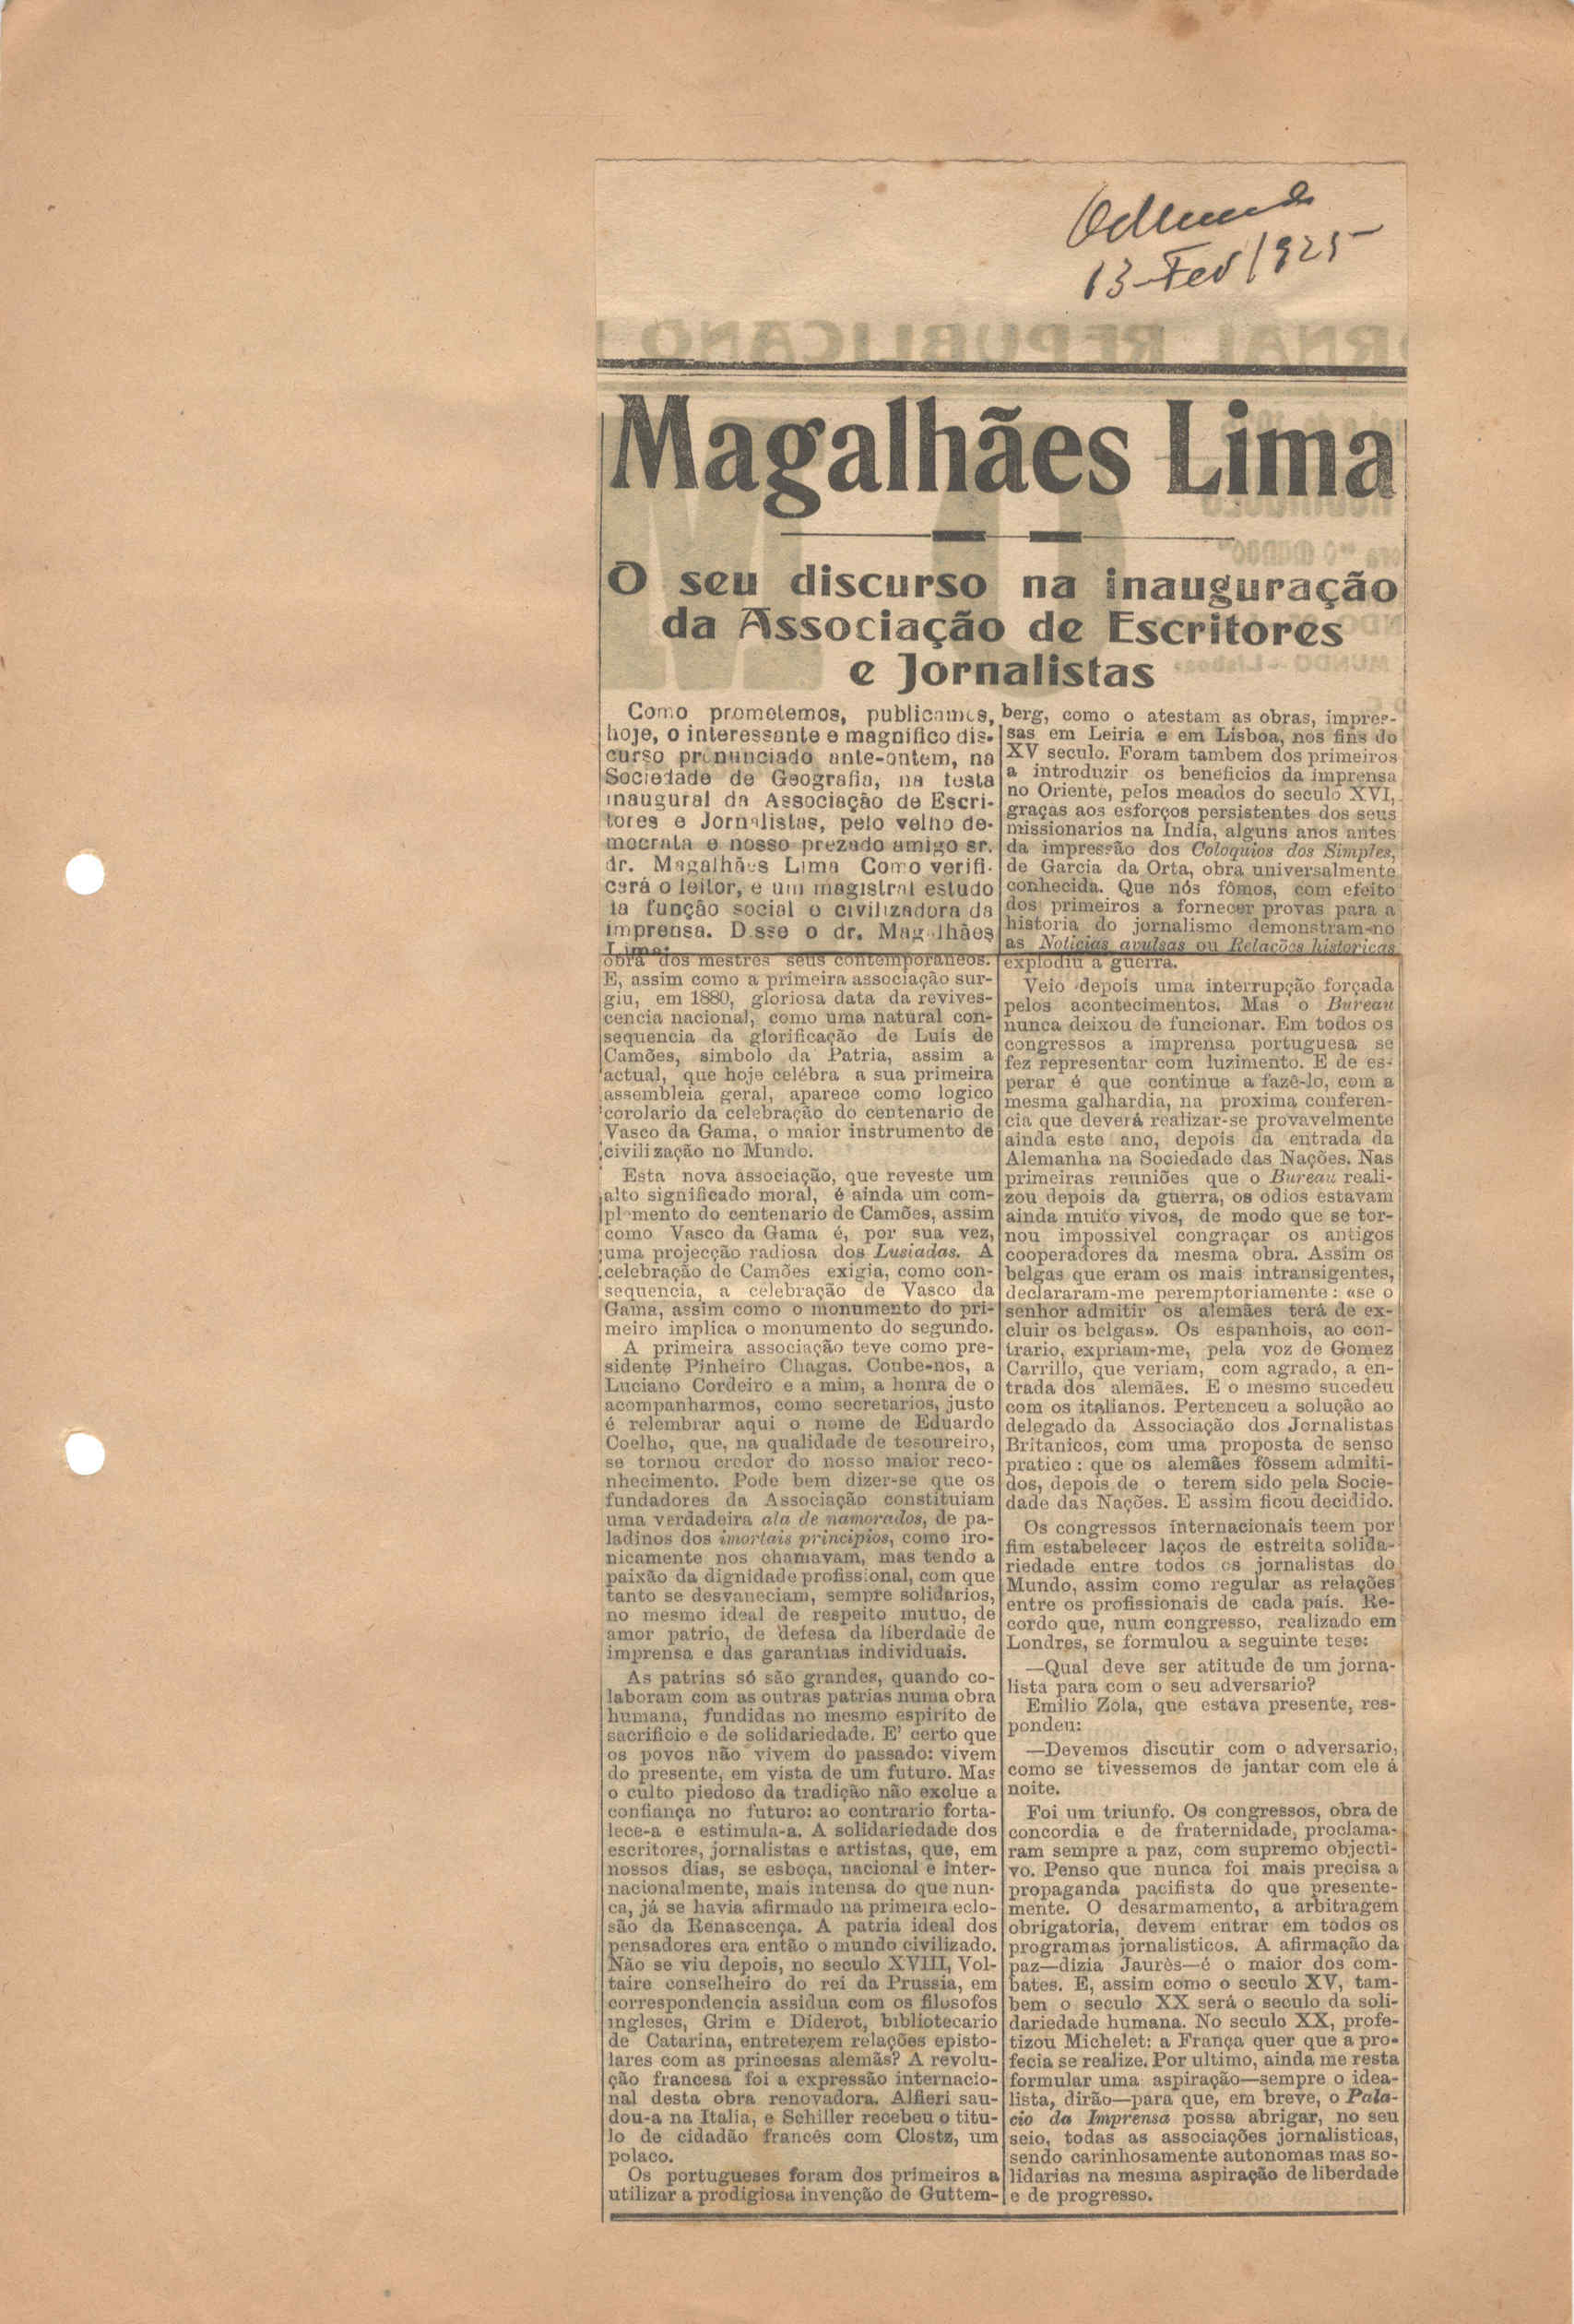 O Mundo
13-Fev/925
Magalhães Lima
O seu discurso na inauguração
da Associação de Escritores
e Jornalistas
Como prometemos, publicamos,
hoje, o interessante e magnifico dis-
curso pronunciado ante-ontem, na
Sociedade de Geografia, na festa
inaugural da Associação de Escri-
tores e Jornalistas, pelo velho de-
mocrata e nosso prezado amigo sr.
dr. Magalhães Lima Como verifi-
cará o leitor, e um magistral estudo
da função social e civilizadora da
imprensa. Disse o dr. Magalhães
Lima:
obra dos mestres seus contemporaneos.
E, assim como a primeira associação sur-
giu, em 1880, gloriosa data da revives-
cencia nacional, como uma natural con-
sequencia da glorificação de Luis de
Camões, simbolo da Patria, assim a
actual, que hoje celébra a sua primeira
assembleia geral, aparece como logico
corolario da celebração do centenario de
Vasco da Gama, o maior instrumento de
civilização no Mundo.
Esta nova associação, que reveste um
alto significado moral, é ainda um com-
plemento do centenario de Camões, assim
como Vasco da Gama é, por sua vez,
uma projecção radiosa dos Lusiadas. A
celebração de Camões exigia, como con-
sequencia, a celebração de Vasco da
Gama, assim como o monumento do pri-
meiro implica o monumento do segundo.
A primeira associação teve como pre-
sidente Pinheiro Chagas. Coube-nos, a
Luciano Cordeiro e a mim, a honra de o
acompanharmos, como secretarios, justo
é relembrar aqui o nome de Eduardo
Coelho, que, na qualidade de tesoureiro,
se tornou credor do nosso maior reco-
nhecimento. Pode bem dizer-se que os
fundadores da Associação constituiam
uma verdadeira ala de namorados, de pa-
ladinos dos imortais principios, como iro-
nicamente nos chamavam, mas tendo a
paixão da dignidade profissional, com que
tanto se desvaneciam, sempre solidarios,
no mesmo ideal de respeito mutuo, de
amor patrio, de defesa da liberdade de
imprensa e das garantias individuais.
As patrias só são grandes, quando co-
laboram com as outras patrias numa obra
humana, fundidas no mesmo espirito de
sacrificio e de solidariedade. E' certo que
os povos não vivem do passado: vivem
do presente, em vista de um futuro. Mas
o culto piedoso da tradição não exclue a
confiança no futuro: ao contrario forta-
lece-a e estimula-a. A solidariedade dos
escritores, jornalistas e artistas, que, em
nossos dias, se esboça, nacional e inter-
nacionalmente, mais intensa do que nun-
ca, já se havia afirmado na primeira eclo-
são da Renascença. A patria ideal dos
pensadores era então o mundo civilizado.
Não se viu depois, no seculo XVIII, Vol-
taire conselheiro do rei da Prussia, em
correspondencia assidua com os filosofos
ingleses, Grim e Diderot, bibliotecario
de Catarina, entreterem relações episto-
lares com as princesas alemãs? A revolu-
ção francesa foi a expressão internacio-
nal desta obra renovadora. Alfieri sau-
dou-a na Italia, e Schiller recebeu o titu-
lo de cidadão francês com Clostz, um
polaco.
Os portugueses foram dos primeiros a
utilizar a prodigiosa invenção de Guttem-
berg, como o atestam as obras, impres-
sas em Leiria e em Lisboa, nos fins do
XV seculo. Foram tambem dos primeiros
a introduzir os beneficios da imprensa
no Oriente, pelos meados do seculo XVI,
graças aos esforços persistentes dos seus
missionarios na India, alguns anos antes
da impressão dos Coloquios dos Simples,
de Garcia da Orta, obra universalmente
conhecida. Que nós fômos, com efeito
dos primeiros a fornecer provas para a
historia do jornalismo demonstram-no
as Noticias avulsas ou Relações historicas
explodiu a guerra.
Veio depois uma interrupção forçada
pelos acontecimentos. Mas o Bureau
nunca deixou de funcionar. Em todos os
congressos a imprensa portuguesa se
fez representar com luzimento. E de es-
perar é que continue a fazê-lo, com a
mesma galhardia, na proxima conferen-
cia que deverá realizar-se provavelmente
ainda este ano, depois da entrada da
Alemanha na Sociedade das Nações. Nas
primeiras reuniões que o Bureau reali-
zou depois da guerra, os odios estavam
ainda muito vivos, de modo que se tor-
nou impossivel congraçar os antigos
cooperadores da mesma obra. Assim os
belgas que eram os mais intransigentes,
declararam-me peremptoriamente: «se o
senhor admitir os alemães terá de ex-
cluir os belgas». Os espanhois, ao con-
trario, expriam-me, pela voz de Gomez
Carrillo, que veriam, com agrado, a en-
trada dos alemães. E o mesmo sucedeu
com os italianos. Pertenceu a solução ao
delegado da Associação dos Jornalistas
Britanicos, com uma proposta de senso
pratico: que os alemães fôssem admiti-
dos, depois de o terem sido pela Socie-
dade das Nações. E assim ficou decidido.
Os congressos internacionais teem por
fim estabelecer laços de estreita solida-
riedade entre todos os jornalistas do
Mundo, assim como regular as relações
entre os profissionais de cada país. Re-
cordo que, num congresso, realizado em
Londres, se formulou a seguinte tese:
—Qual deve ser atitude de um jorna-
lista para com o seu adversario?
Emilio Zola, que estava presente, res-
pondeu:
—Devemos discutir com o adversario,
como se tivessemos de jantar com ele á
noite.
Foi um triunfo. Os congressos, obra de
concordia e de fraternidade, proclama-
ram sempre a paz, com supremo objecti-
vo. Penso que nunca foi mais precisa a
propaganda pacifista do que presente-
mente. O desarmamento, a arbitragem
obrigatoria, devem entrar em todos os
programas jornalisticos. A afirmação da
paz—dizia Jaurès—é o maior dos com-
bates. E, assim como o seculo XV, tam-
bem o seculo XX será o seculo da soli-
dariedade humana. No seculo XX, profe-
tizou Michelet: a França quer que a pro-
fecia se realize. Por ultimo, ainda me resta
formular uma aspiração—sempre o idea-
lista, dirão—para que, em breve, o Pala-
cio da Imprensa possa abrigar, no seu
seio, todas as associações jornalisticas,
sendo carinhosamente autonomas mas so-
lidarias na mesma aspiração de liberdade
e de progresso.